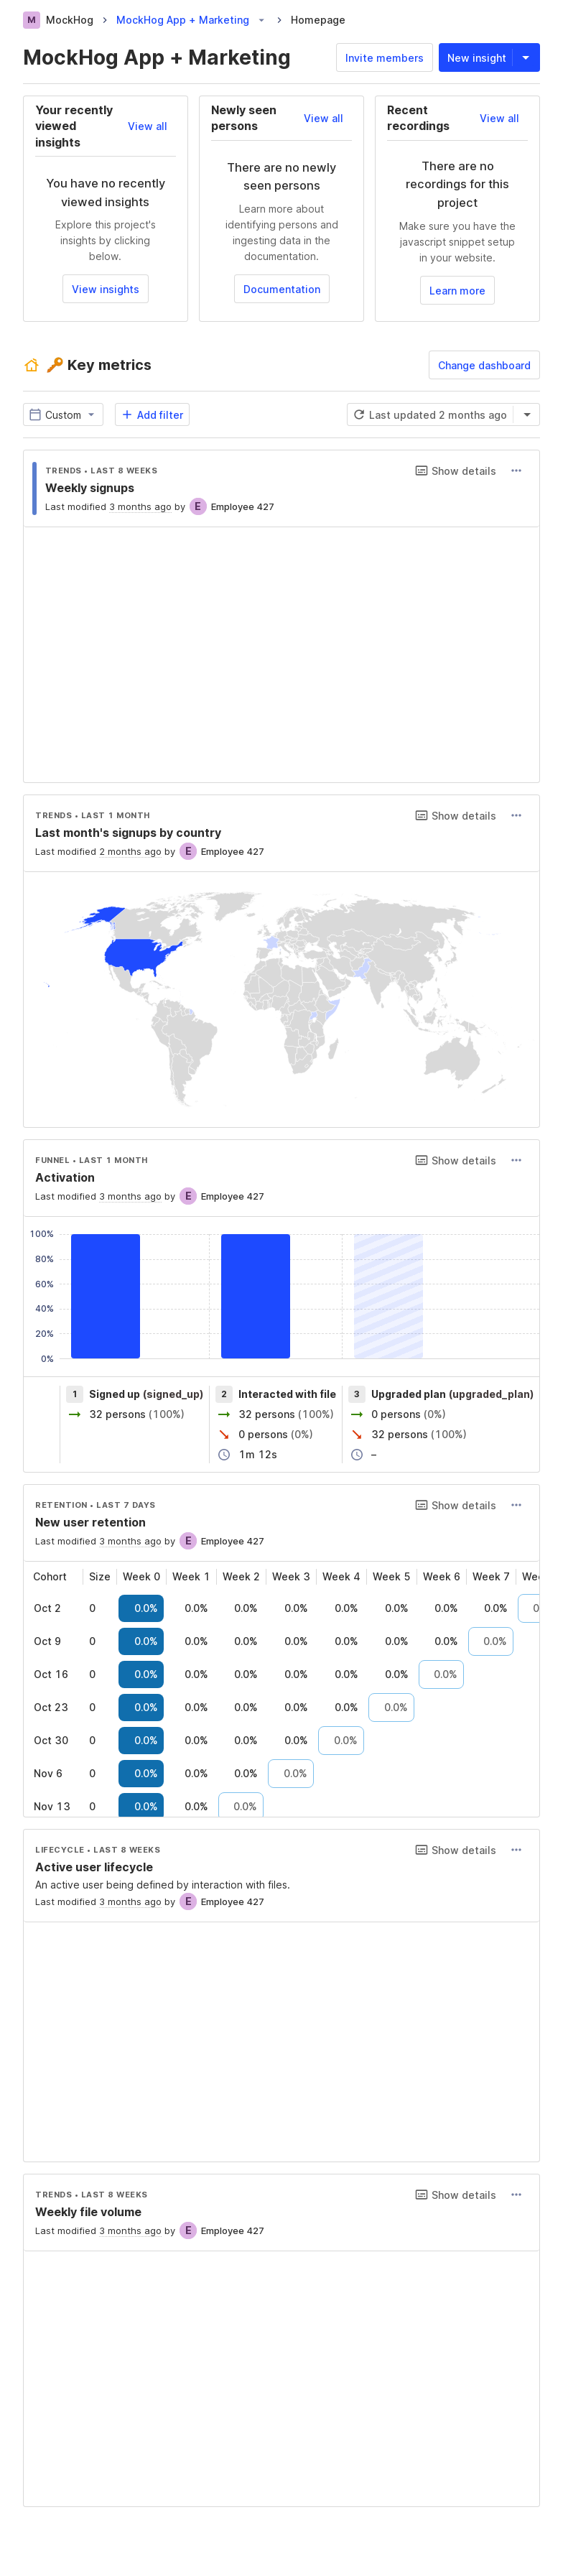 M MockHog > MockHog App + Marketing > Homepage
MockHog App + Marketing
Invite members
New insight
Your recently viewed insights
View all
You have no recently viewed insights
Explore this project's insights by clicking below.
View insights
Newly seen persons
View all
There are no newly seen persons
Learn more about identifying persons and ingesting data in the documentation.
Documentation
Recent recordings
View all
There are no recordings for this project
Make sure you have the javascript snippet setup in your website.
Learn more
🔑 Key metrics
Change dashboard
Custom
Add filter
Last updated 2 months ago
TRENDS • LAST 8 WEEKS
Show details
Weekly signups
Last modified 3 months ago by E Employee 427
TRENDS • LAST 1 MONTH
Show details
Last month's signups by country
Last modified 2 months ago by E Employee 427
FUNNEL • LAST 1 MONTH
Show details
Activation
Last modified 3 months ago by E Employee 427
100%
80%
60%
40%
20%
0%
1 Signed up (signed_up)
32 persons (100%)
2 Interacted with file
32 persons (100%)
0 persons (0%)
1m 12s
3 Upgraded plan (upgraded_plan)
0 persons (0%)
32 persons (100%)
–
RETENTION • LAST 7 DAYS
Show details
New user retention
Last modified 3 months ago by E Employee 427
Cohort Size Week 0 Week 1 Week 2 Week 3 Week 4 Week 5 Week 6 Week 7
Oct 2 0 0.0% 0.0% 0.0% 0.0% 0.0% 0.0% 0.0% 0.0%
Oct 9 0 0.0% 0.0% 0.0% 0.0% 0.0% 0.0% 0.0% 0.0%
Oct 16 0 0.0% 0.0% 0.0% 0.0% 0.0% 0.0% 0.0%
Oct 23 0 0.0% 0.0% 0.0% 0.0% 0.0% 0.0%
Oct 30 0 0.0% 0.0% 0.0% 0.0% 0.0%
Nov 6 0 0.0% 0.0% 0.0% 0.0%
Nov 13 0 0.0% 0.0% 0.0%
LIFECYCLE • LAST 8 WEEKS
Show details
Active user lifecycle
An active user being defined by interaction with files.
Last modified 3 months ago by E Employee 427
TRENDS • LAST 8 WEEKS
Show details
Weekly file volume
Last modified 3 months ago by E Employee 427